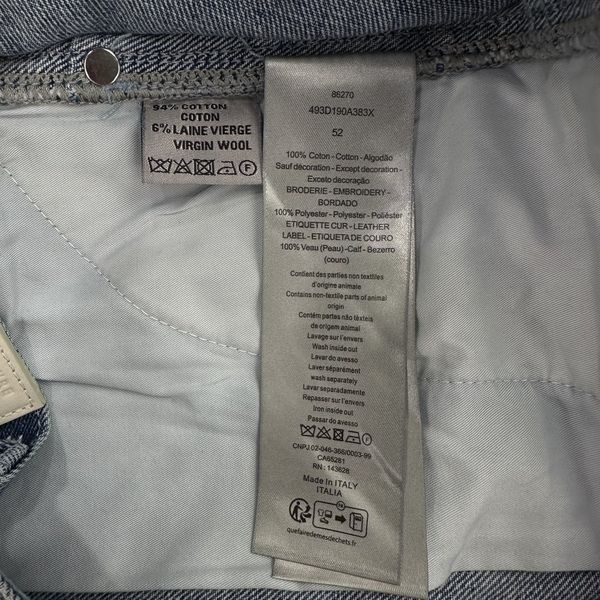 94% COTTON
COTON
6% LAINE VIERGE
VIRGIN WOOL
F
86270
493D190A383X
52
100% Coton - Cotton - Algodão
Sauf décoration - Except decoration -
Exceto decoração
BRODERIE - EMBROIDERY -
BORDADO
100% Polyester - Polyester - Poliéster
ETIQUETTE CUR - LEATHER
LABEL - ETIQUETA DE COURO
100% Veau (Peau) -Calf - Bezerro
(couro)
Contient des parties non textiles
d'origine animale
Contains non-textile parts of animal
origin
Contém partes não têxteis
de origem animal
Lavage sur l'envers
Wash inside out
Lavar do avesso
Laver séparément
wash separately
Lavar separadamente
Repasser sur l'envers
Iron inside out
Passar do avesso
F
CNPJ 02-046-366/0003-99
CA65281
RN : 143628
Made In ITALY
ITALIA
quefairedemesdechets.fr